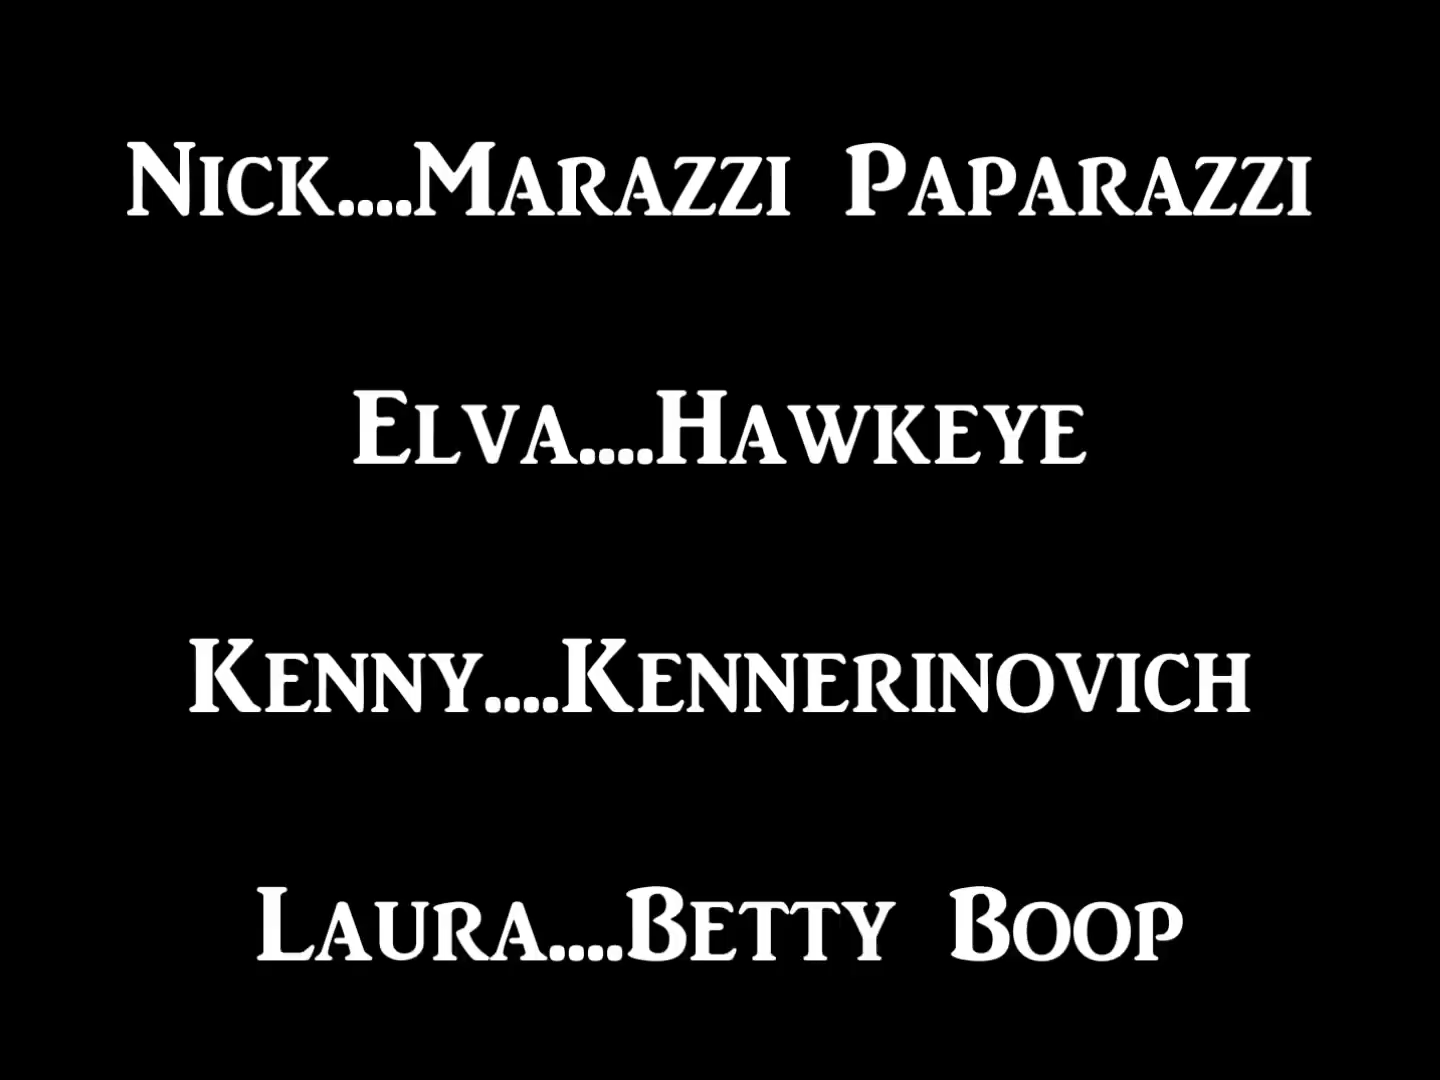 Nick....Marazzi Paparazzi
Elva....Hawkeye
Kenny....Kennerinovich
Laura....Betty Boop